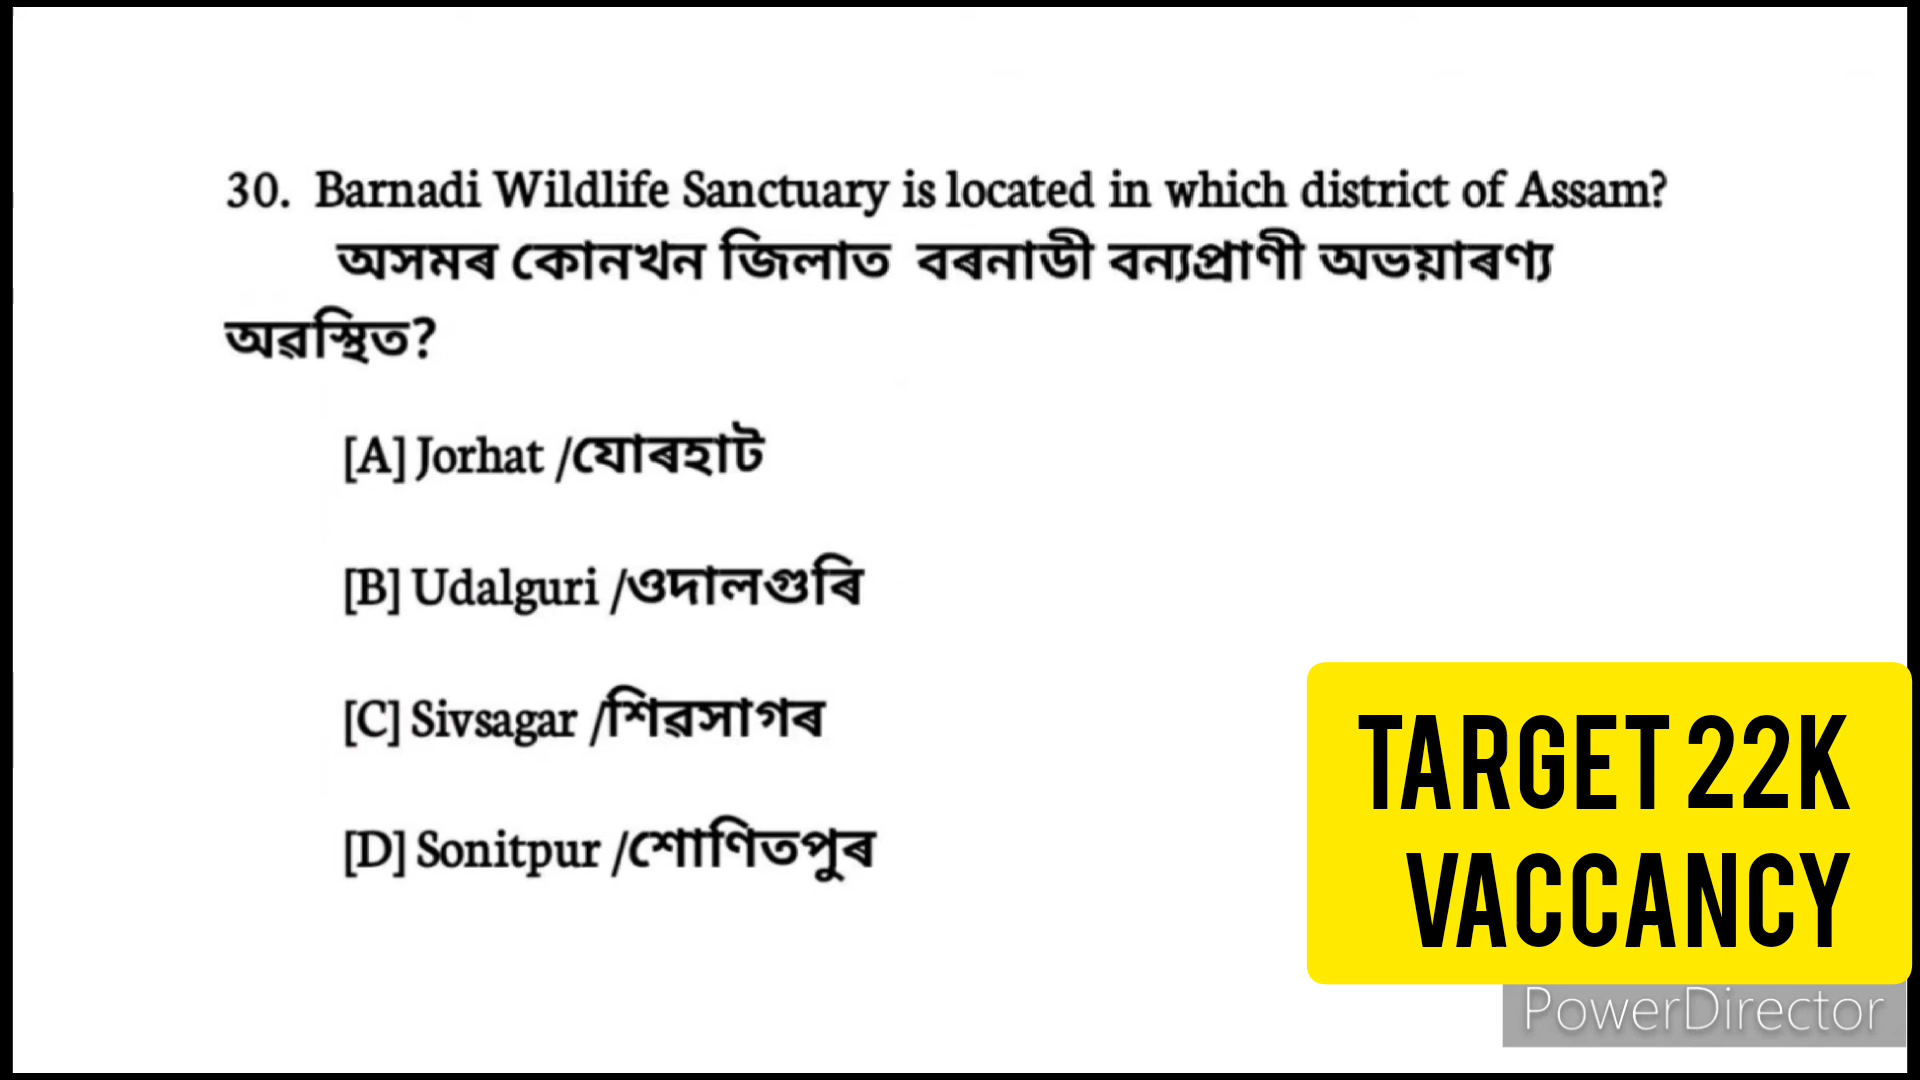 30. Barnadi Wildlife Sanctuary is located in which district of Assam?
অসমৰ কোনখন জিলাত বৰনাডী বন্যপ্ৰাণী অভয়াৰণ্য
অৱস্থিত?
[A] Jorhat /যোৰহাট
[B] Udalguri /ওদালগুৰি
[C] Sivsagar /শিৱসাগৰ
[D] Sonitpur /শোণিতপুৰ
TARGET 22K
VACCANCY
PowerDirector